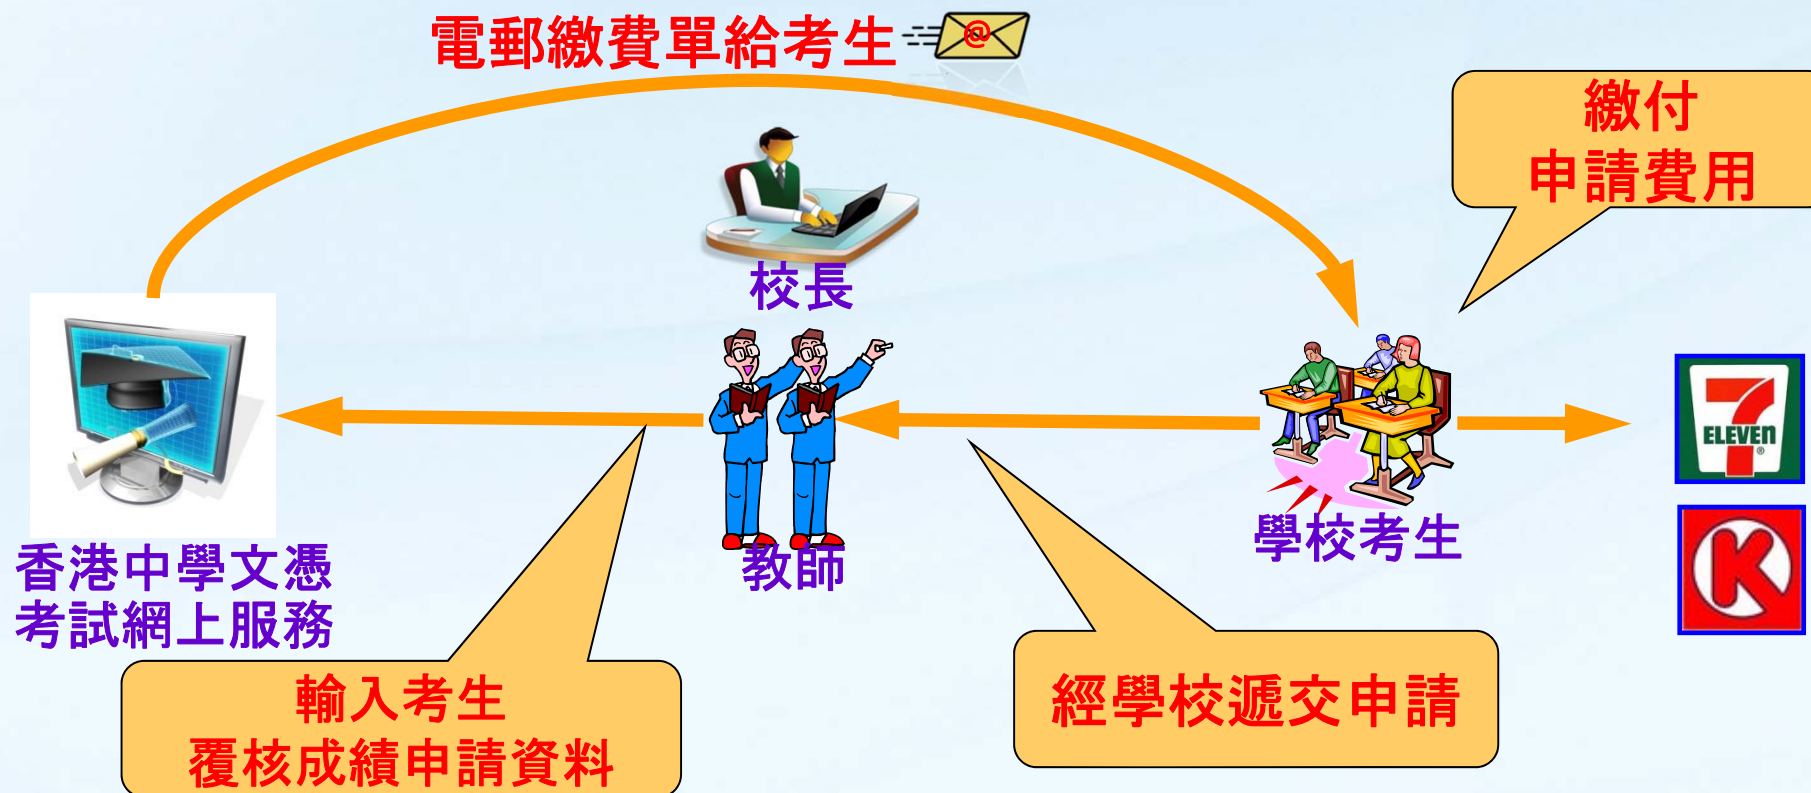 電郵繳費單給考生
@
繳付
申請費用
校長
ELEVEN
7
K
香港中學文憑
考試網上服務
教師
學校考生
輸入考生
覆核成績申請資料
經學校遞交申請